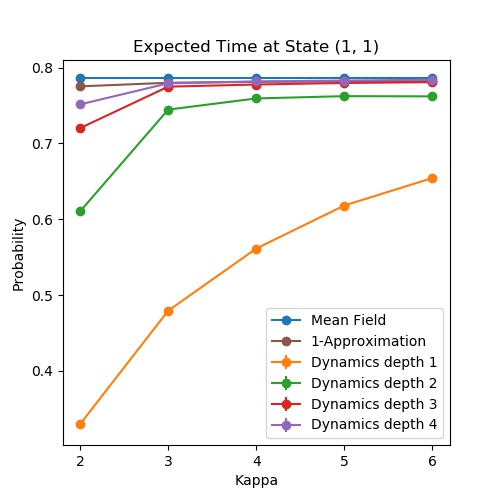 Expected Time at State (1, 1)
0.8
0.7
0.6
0.5
0.4
Probability
Mean Field
1-Approximation
Dynamics depth 1
Dynamics depth 2
Dynamics depth 3
Dynamics depth 4
2 3 4 5 6
Kappa